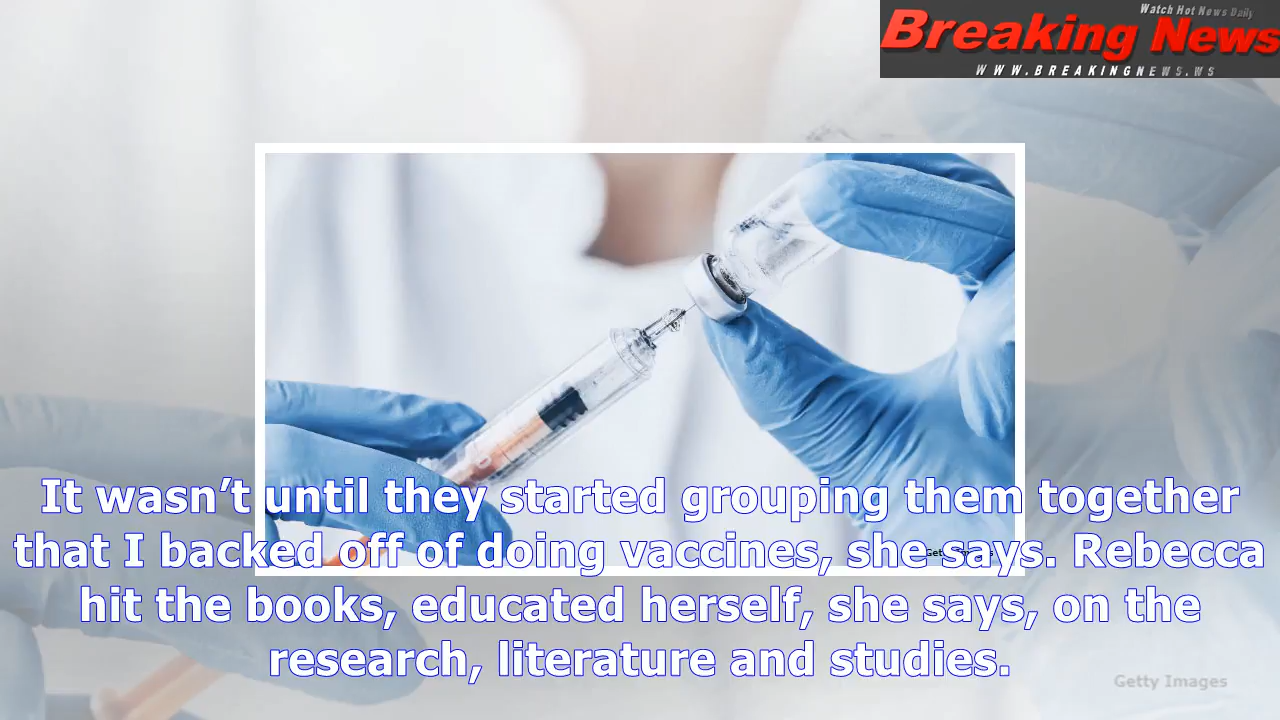 Watch Hot News Daily
Breaking News
WWW.BREAKINGNEWS.WS
It wasn’t until they started grouping them together
that I backed off of doing vaccines, she says. Rebecca
hit the books, educated herself, she says, on the
research, literature and studies.
Getty Images
Getty Images